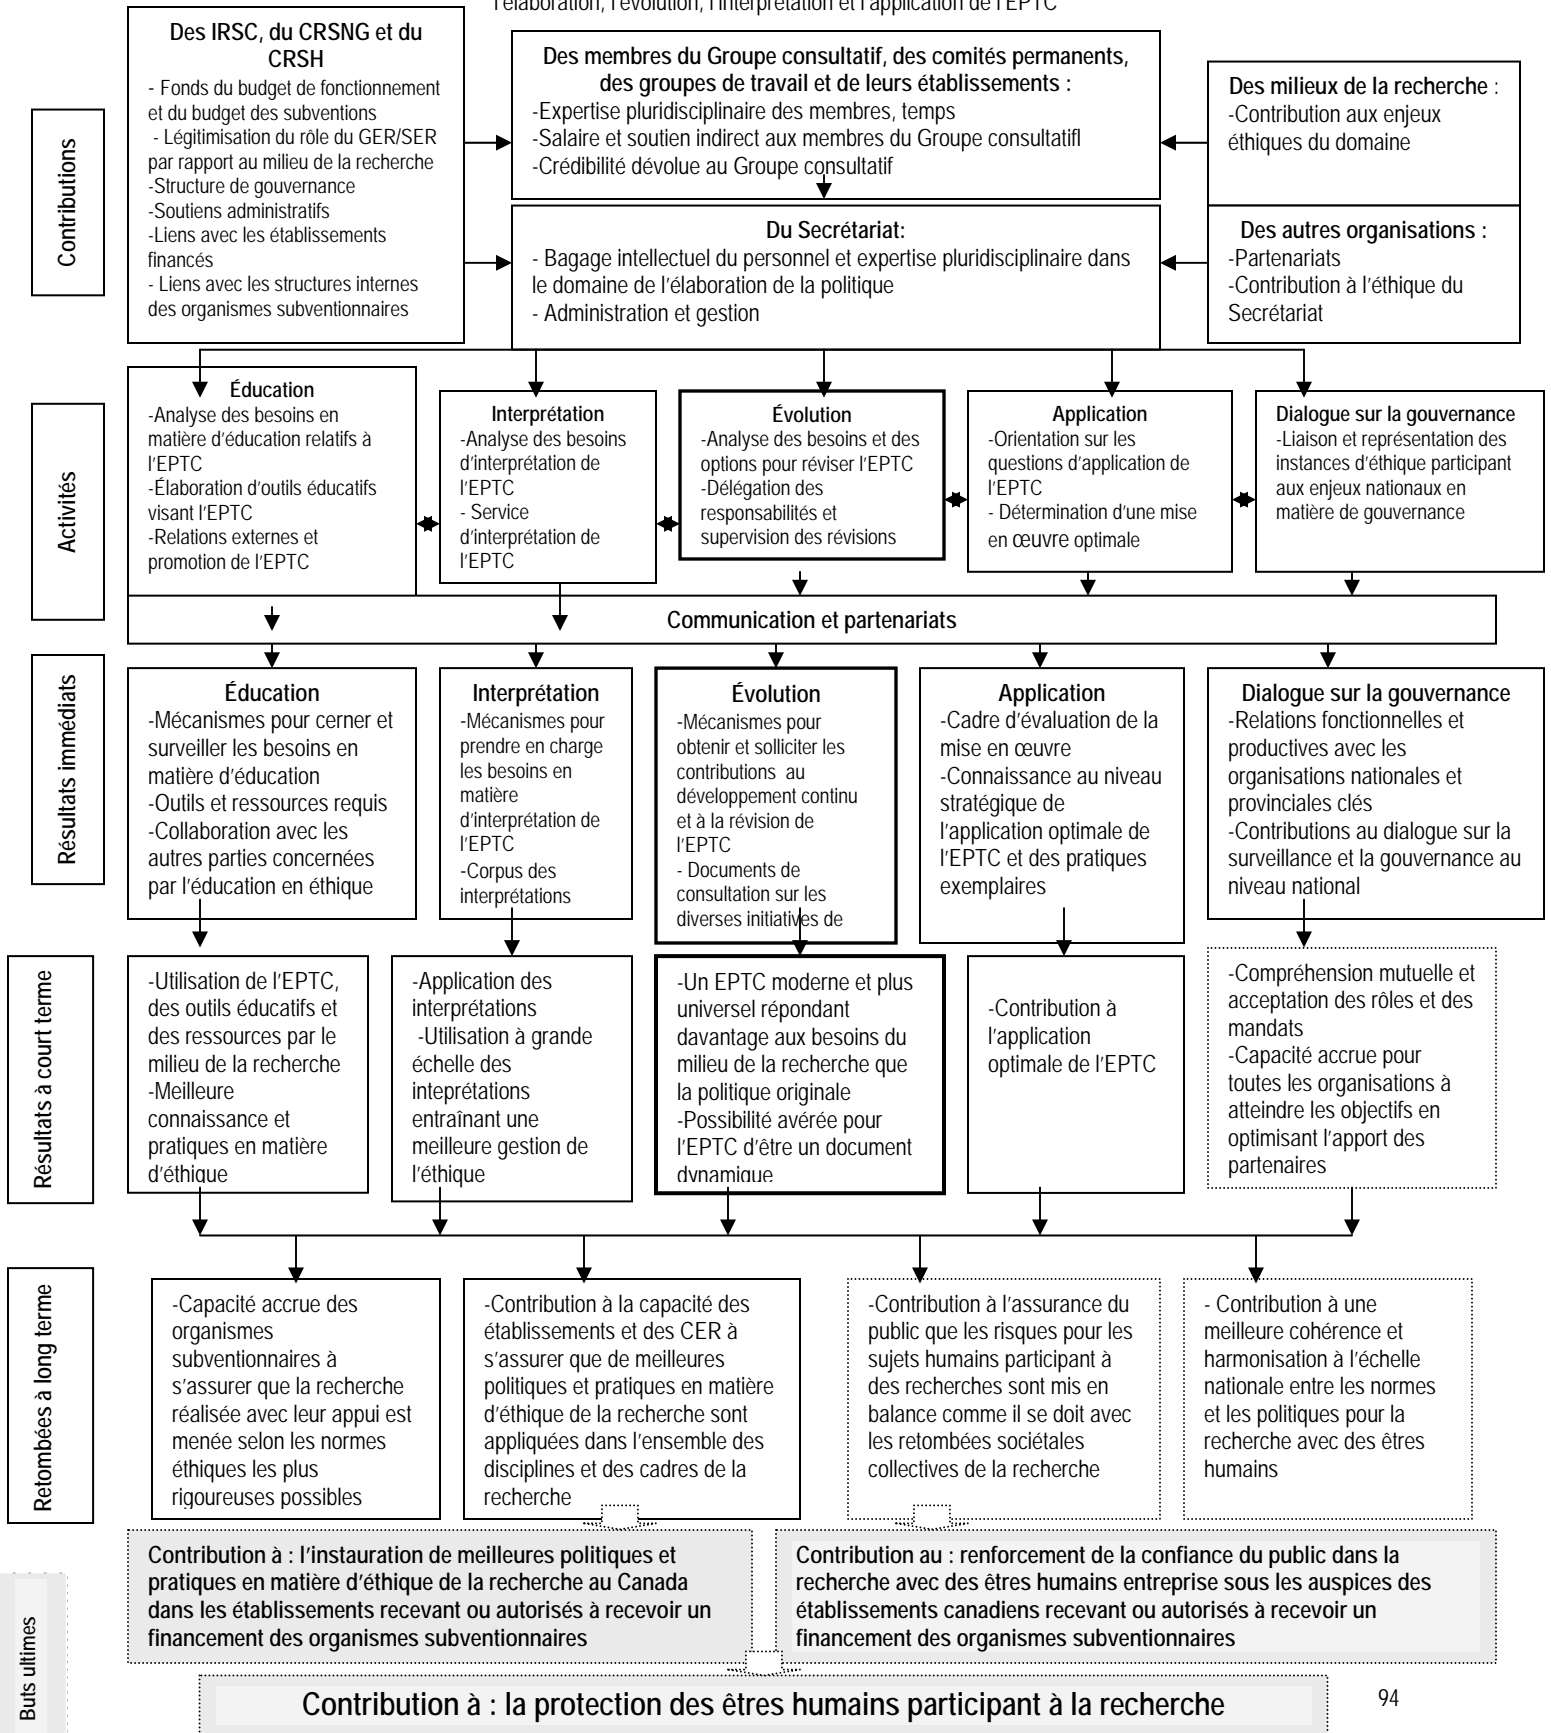 l'élaboration, l'évolution, l'interprétation et l'application de l'EPTC
Contributions
Des IRSC, du CRSNG et du
CRSH
- Fonds du budget de fonctionnement
et du budget des subventions
- Légitimisation du rôle du GER/SER
par rapport au milieu de la recherche
-Structure de gouvernance
-Soutiens administratifs
-Liens avec les établissements
financés
- Liens avec les structures internes
des organismes subventionnaires
Des membres du Groupe consultatif, des comités permanents,
des groupes de travail et de leurs établissements :
-Expertise pluridisciplinaire des membres, temps
-Salaire et soutien indirect aux membres du Groupe consultatifl
-Crédibilité dévolue au Groupe consultatif
Du Secrétariat:
- Bagage intellectuel du personnel et expertise pluridisciplinaire dans
le domaine de l'élaboration de la politique
- Administration et gestion
Des milieux de la recherche :
-Contribution aux enjeux
éthiques du domaine
Des autres organisations :
-Partenariats
-Contribution à l'éthique du
Secrétariat
Activités
Éducation
-Analyse des besoins en
matière d'éducation relatifs à
l'EPTC
-Élaboration d'outils éducatifs
visant l'EPTC
-Relations externes et
promotion de l'EPTC
Interprétation
-Analyse des besoins
d'interprétation de
l'EPTC
- Service
d'interprétation de
l'EPTC
Évolution
-Analyse des besoins et des
options pour réviser l'EPTC
-Délégation des
responsabilités et
supervision des révisions
Application
-Orientation sur les
questions d'application de
l'EPTC
- Détermination d'une mise
en œuvre optimale
Dialogue sur la gouvernance
-Liaison et représentation des
instances d'éthique participant
aux enjeux nationaux en
matière de gouvernance
Communication et partenariats
Résultats immédiats
Éducation
-Mécanismes pour cerner et
surveiller les besoins en
matière d'éducation
-Outils et ressources requis
-Collaboration avec les
autres parties concernées
par l'éducation en éthique
Interprétation
-Mécanismes pour
prendre en charge
les besoins en
matière
d'interprétation de
l'EPTC
-Corpus des
interprétations
Évolution
-Mécanismes pour
obtenir et solliciter les
contributions au
développement continu
et à la révision de
l'EPTC
- Documents de
consultation sur les
diverses initiatives de
Application
-Cadre d'évaluation de la
mise en œuvre
-Connaissance au niveau
stratégique de
l'application optimale de
l'EPTC et des pratiques
exemplaires
Dialogue sur la gouvernance
-Relations fonctionnelles et
productives avec les
organisations nationales et
provinciales clés
-Contributions au dialogue sur la
surveillance et la gouvernance au
niveau national
Résultats à court terme
-Utilisation de l'EPTC,
des outils éducatifs et
des ressources par le
milieu de la recherche
-Meilleure
connaissance et
pratiques en matière
d'éthique
-Application des
interprétations
-Utilisation à grande
échelle des
inteprétations
entraînant une
meilleure gestion de
l'éthique
-Un EPTC moderne et plus
universel répondant
davantage aux besoins du
milieu de la recherche que
la politique originale
-Possibilité avérée pour
l'EPTC d'être un document
dynamique
-Contribution à
l'application
optimale de l'EPTC
-Compréhension mutuelle et
acceptation des rôles et des
mandats
-Capacité accrue pour
toutes les organisations à
atteindre les objectifs en
optimisant l'apport des
partenaires
Retombées à long terme
-Capacité accrue des
organismes
subventionnaires à
s'assurer que la recherche
réalisée avec leur appui est
menée selon les normes
éthiques les plus
rigoureuses possibles
-Contribution à la capacité des
établissements et des CER à
s'assurer que de meilleures
politiques et pratiques en matière
d'éthique de la recherche sont
appliquées dans l'ensemble des
disciplines et des cadres de la
recherche
-Contribution à l'assurance du
public que les risques pour les
sujets humains participant à
des recherches sont mis en
balance comme il se doit avec
les retombées sociétales
collectives de la recherche
- Contribution à une
meilleure cohérence et
harmonisation à l'échelle
nationale entre les normes
et les politiques pour la
recherche avec des êtres
humains
Buts ultimes
Contribution à : l'instauration de meilleures politiques et
pratiques en matière d'éthique de la recherche au Canada
dans les établissements recevant ou autorisés à recevoir un
financement des organismes subventionnaires
Contribution au : renforcement de la confiance du public dans la
recherche avec des êtres humains entreprise sous les auspices des
établissements canadiens recevant ou autorisés à recevoir un
financement des organismes subventionnaires
Contribution à : la protection des êtres humains participant à la recherche
94